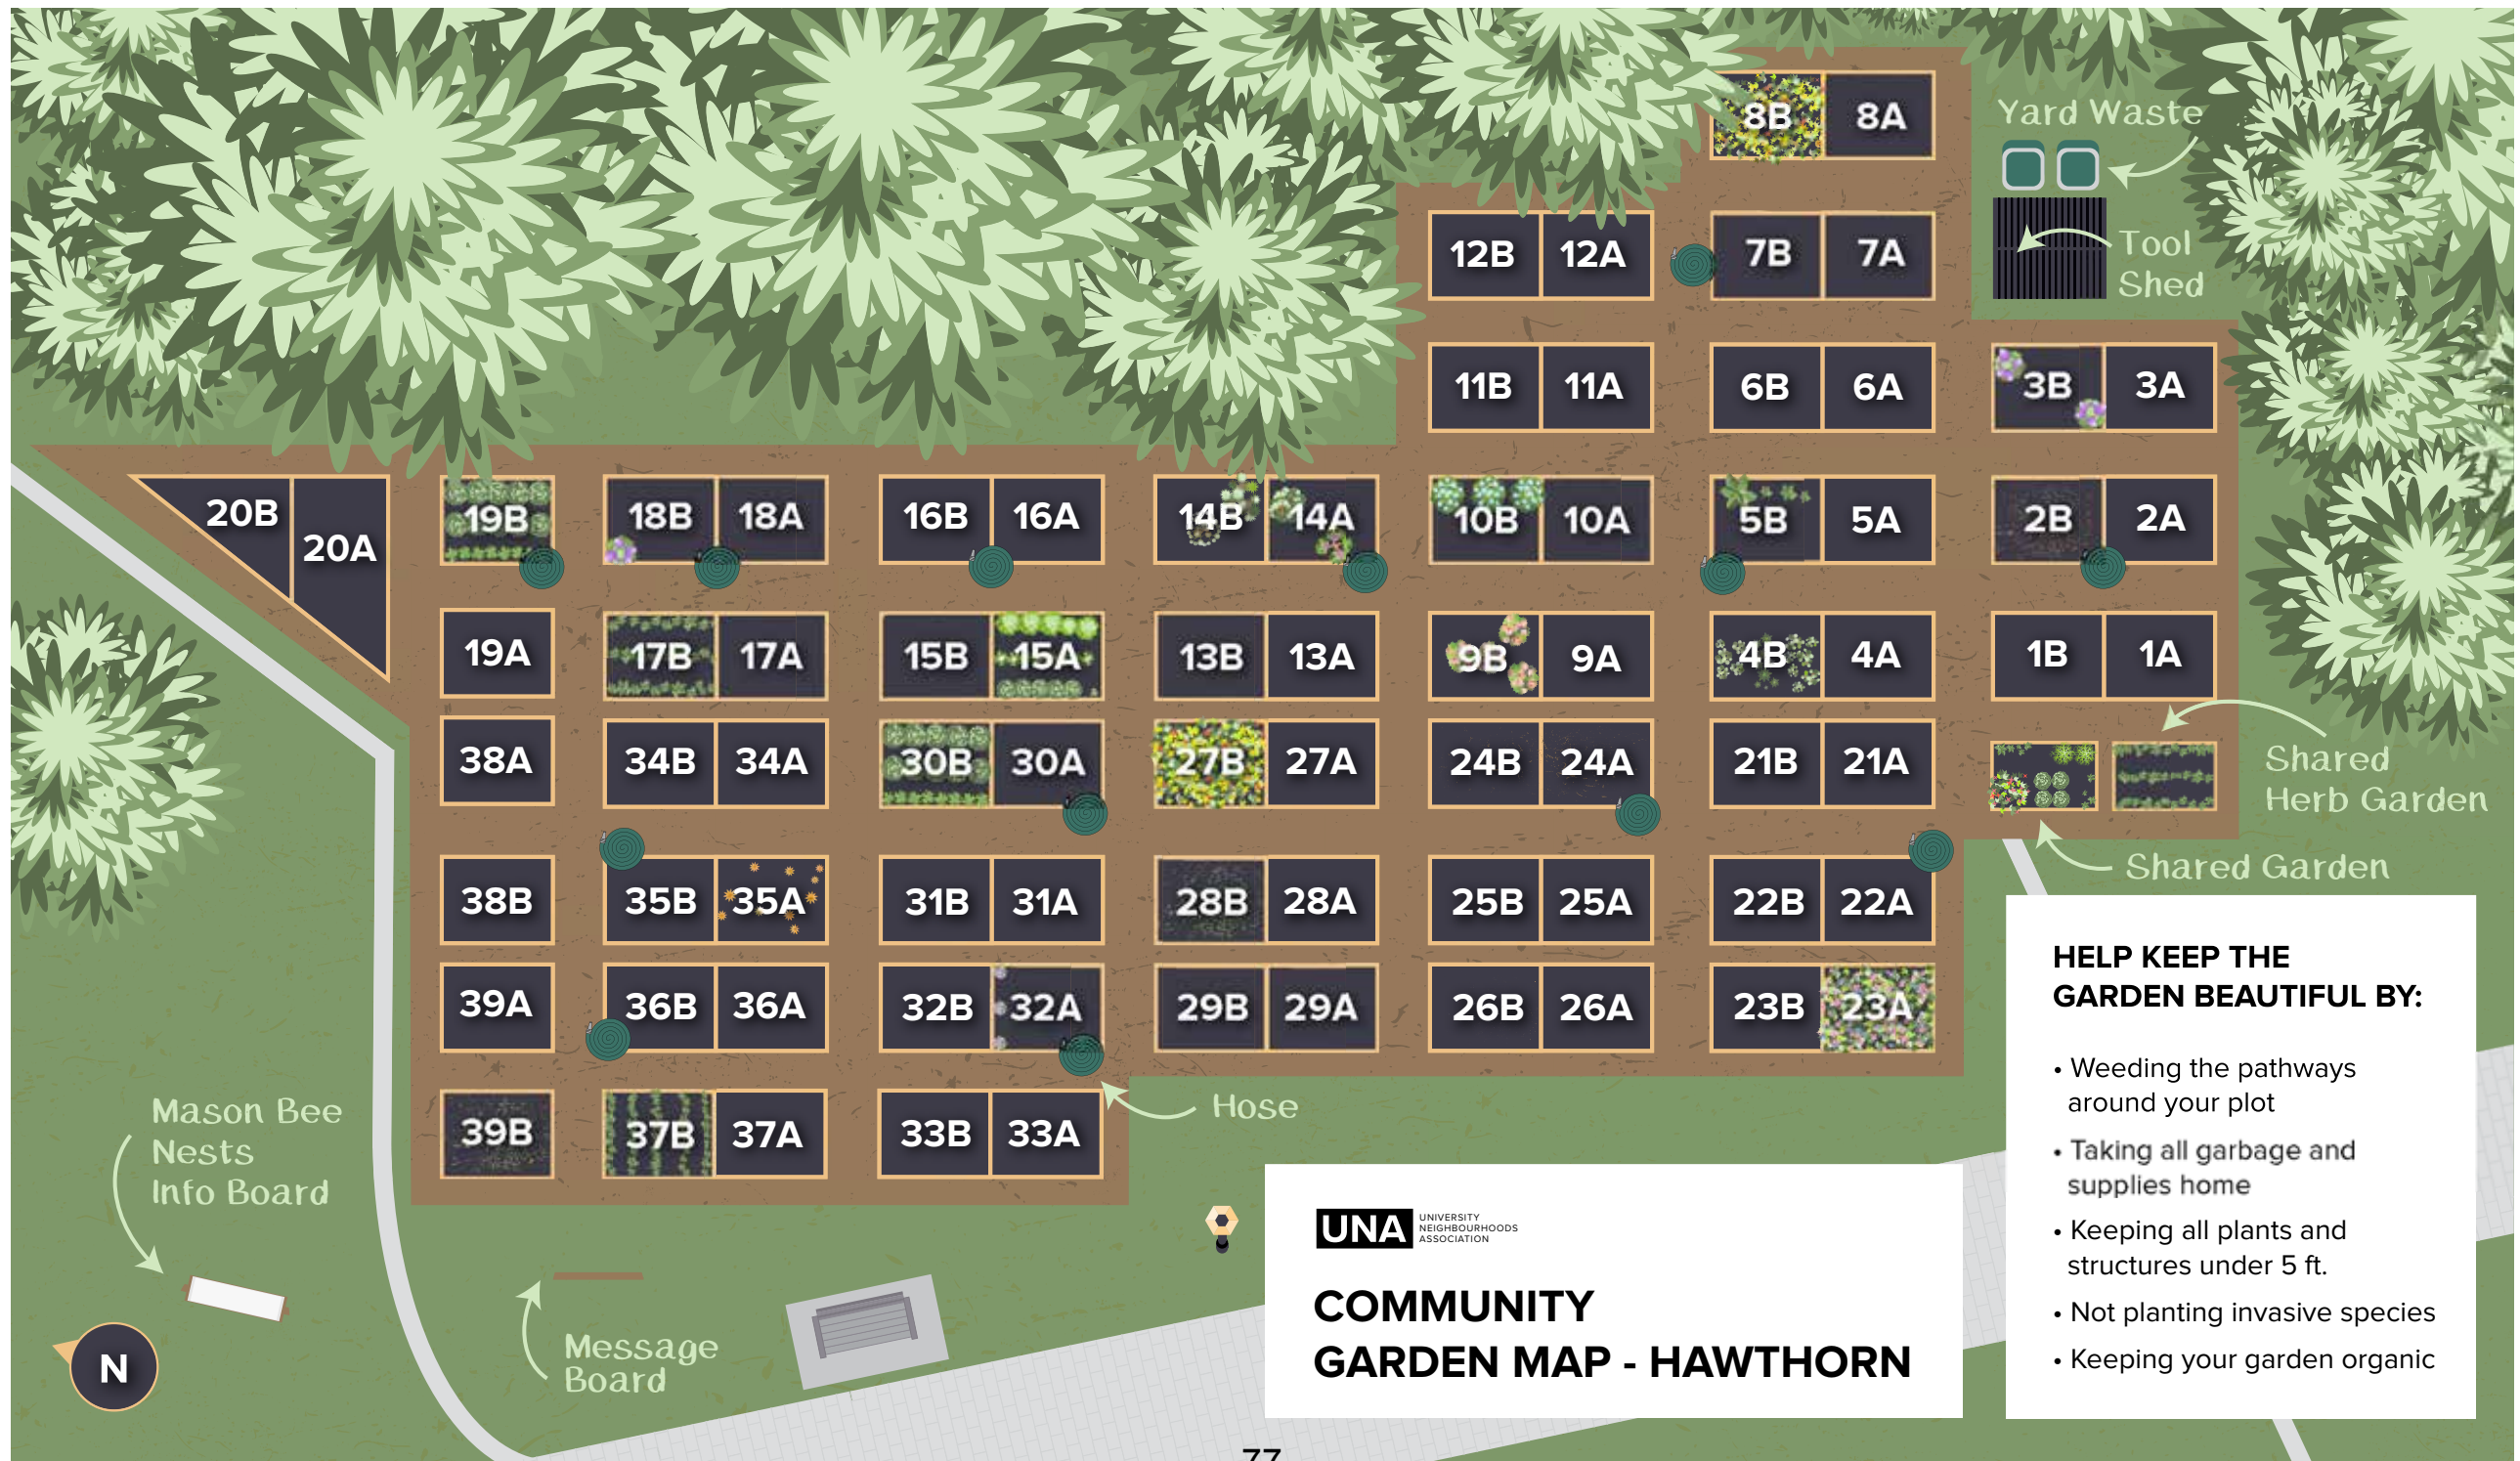 8B 8A
Yard Waste
12B 12A 7B 7A
Tool
Shed
11B 11A 6B 6A 3B 3A
20B 20A 19B 18B 18A 16B 16A 14B 14A 10B 10A 5B 5A 2B 2A
19A 17B 17A 15B 15A 13B 13A 9B 9A 4B 4A 1B 1A
38A 34B 34A 30B 30A 27B 27A 24B 24A 21B 21A
Shared
Herb Garden
Shared Garden
38B 35B 35A 31B 31A 28B 28A 25B 25A 22B 22A
39A 36B 36A 32B 32A 29B 29A 26B 26A 23B 23A
39B 37B 37A 33B 33A
Hose
Mason Bee
Nests
Info Board
Message
Board
N
UNA
UNIVERSITY
NEIGHBOURHOODS
ASSOCIATION
COMMUNITY
GARDEN MAP - HAWTHORN
HELP KEEP THE
GARDEN BEAUTIFUL BY:
• Weeding the pathways
around your plot
• Taking all garbage and
supplies home
• Keeping all plants and
structures under 5 ft.
• Not planting invasive species
• Keeping your garden organic
77